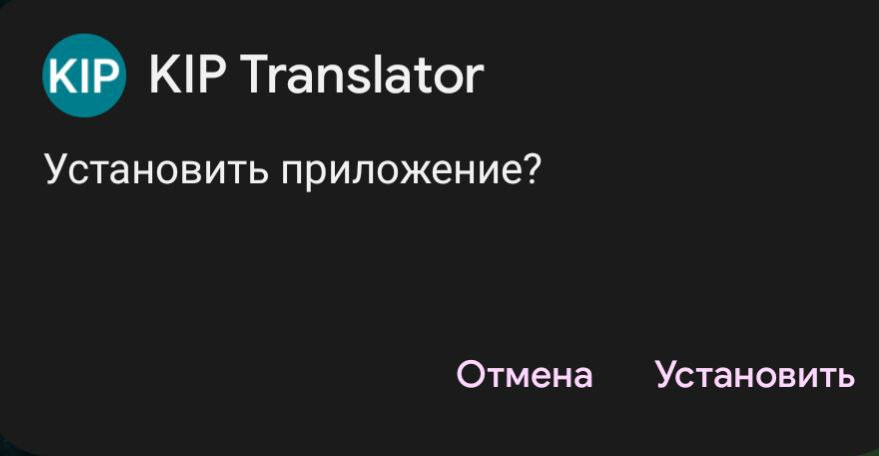 KIP KIP Translator
Установить приложение?
Отмена Установить